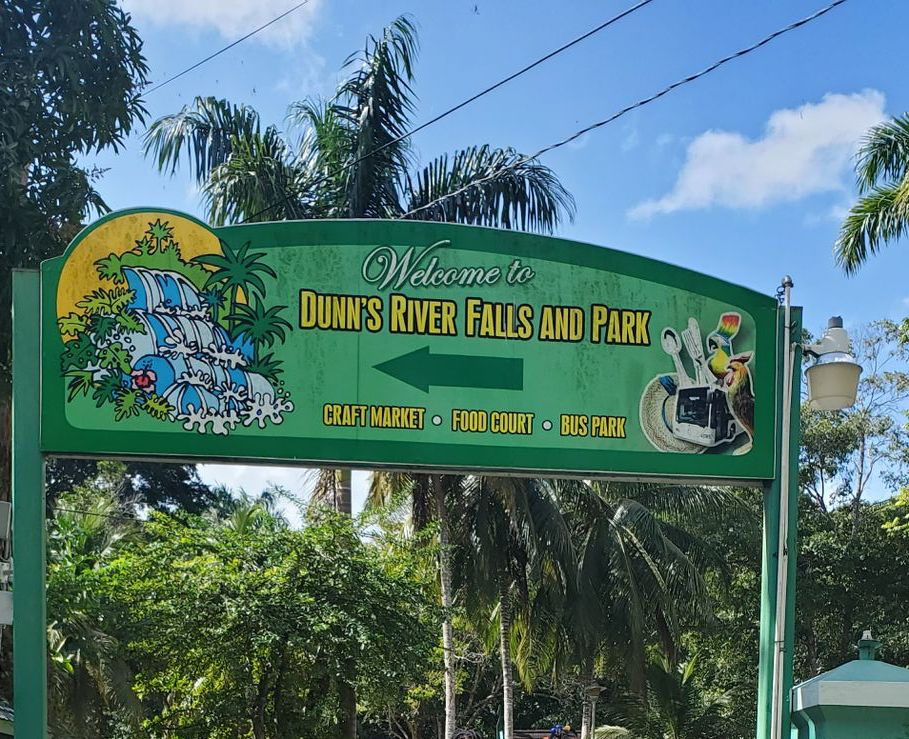 Welcome to
DUNN'S RIVER FALLS AND PARK
CRAFT MARKET • FOOD COURT • BUS PARK